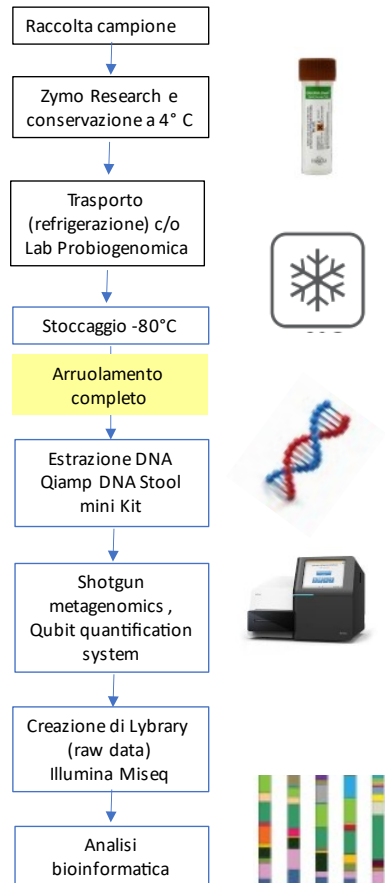 Raccolta campione
Zymo Research e
conservazione a 4° C
Trasporto
(refrigerazione) c/o
Lab Probiogenomica
Stoccaggio -80°C
Arruolamento
completo
Estrazione DNA
Qiamp DNA Stool
mini Kit
Shotgun
metagenomics ,
Qubit quantification
system
Creazione di Lybrary
(raw data)
Illumina Miseq
Analisi
bioinformatica